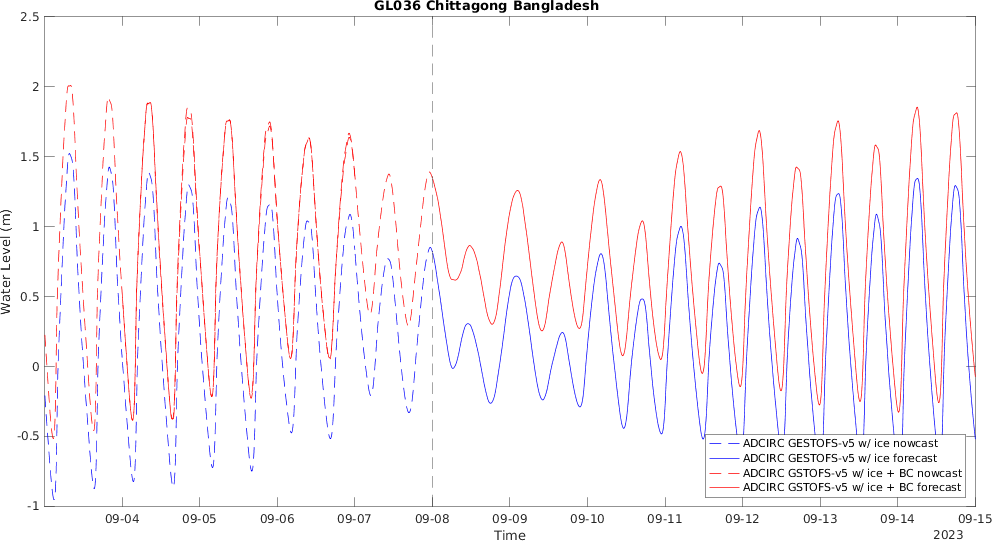 GL036 Chittagong Bangladesh
Water Level (m)
2.5
2
1.5
1
0.5
0
-0.5
-1
09-04 09-05 09-06 09-07 09-08 09-09 09-10 09-11 09-12 09-13 09-14 09-15
Time
2023
ADCIRC GESTOFS-v5 w/ ice nowcast
ADCIRC GESTOFS-v5 w/ ice forecast
ADCIRC GSTOFS-v5 w/ ice + BC nowcast
ADCIRC GSTOFS-v5 w/ ice + BC forecast